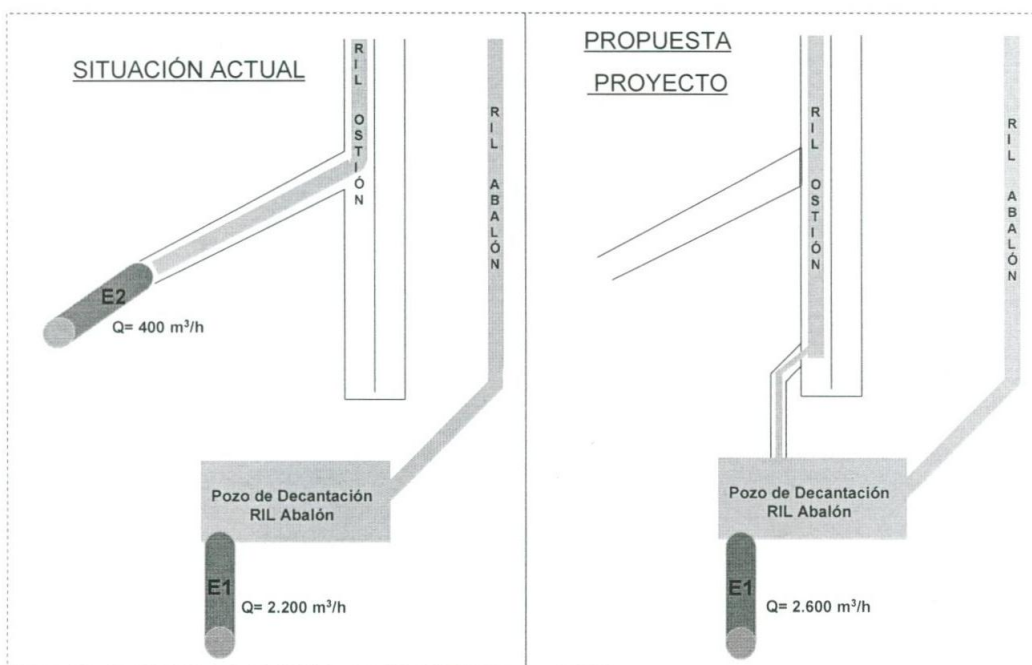 SITUACIÓN ACTUAL
RIL OSTIÓN
RIL ABALÓN
E2
Q= 400 m³/h
Pozo de Decantación
RIL Abalón
E1
Q= 2.200 m³/h
PROPUESTA
PROYECTO
RIL OSTIÓN
RIL ABALÓN
Pozo de Decantación
RIL Abalón
E1
Q= 2.600 m³/h